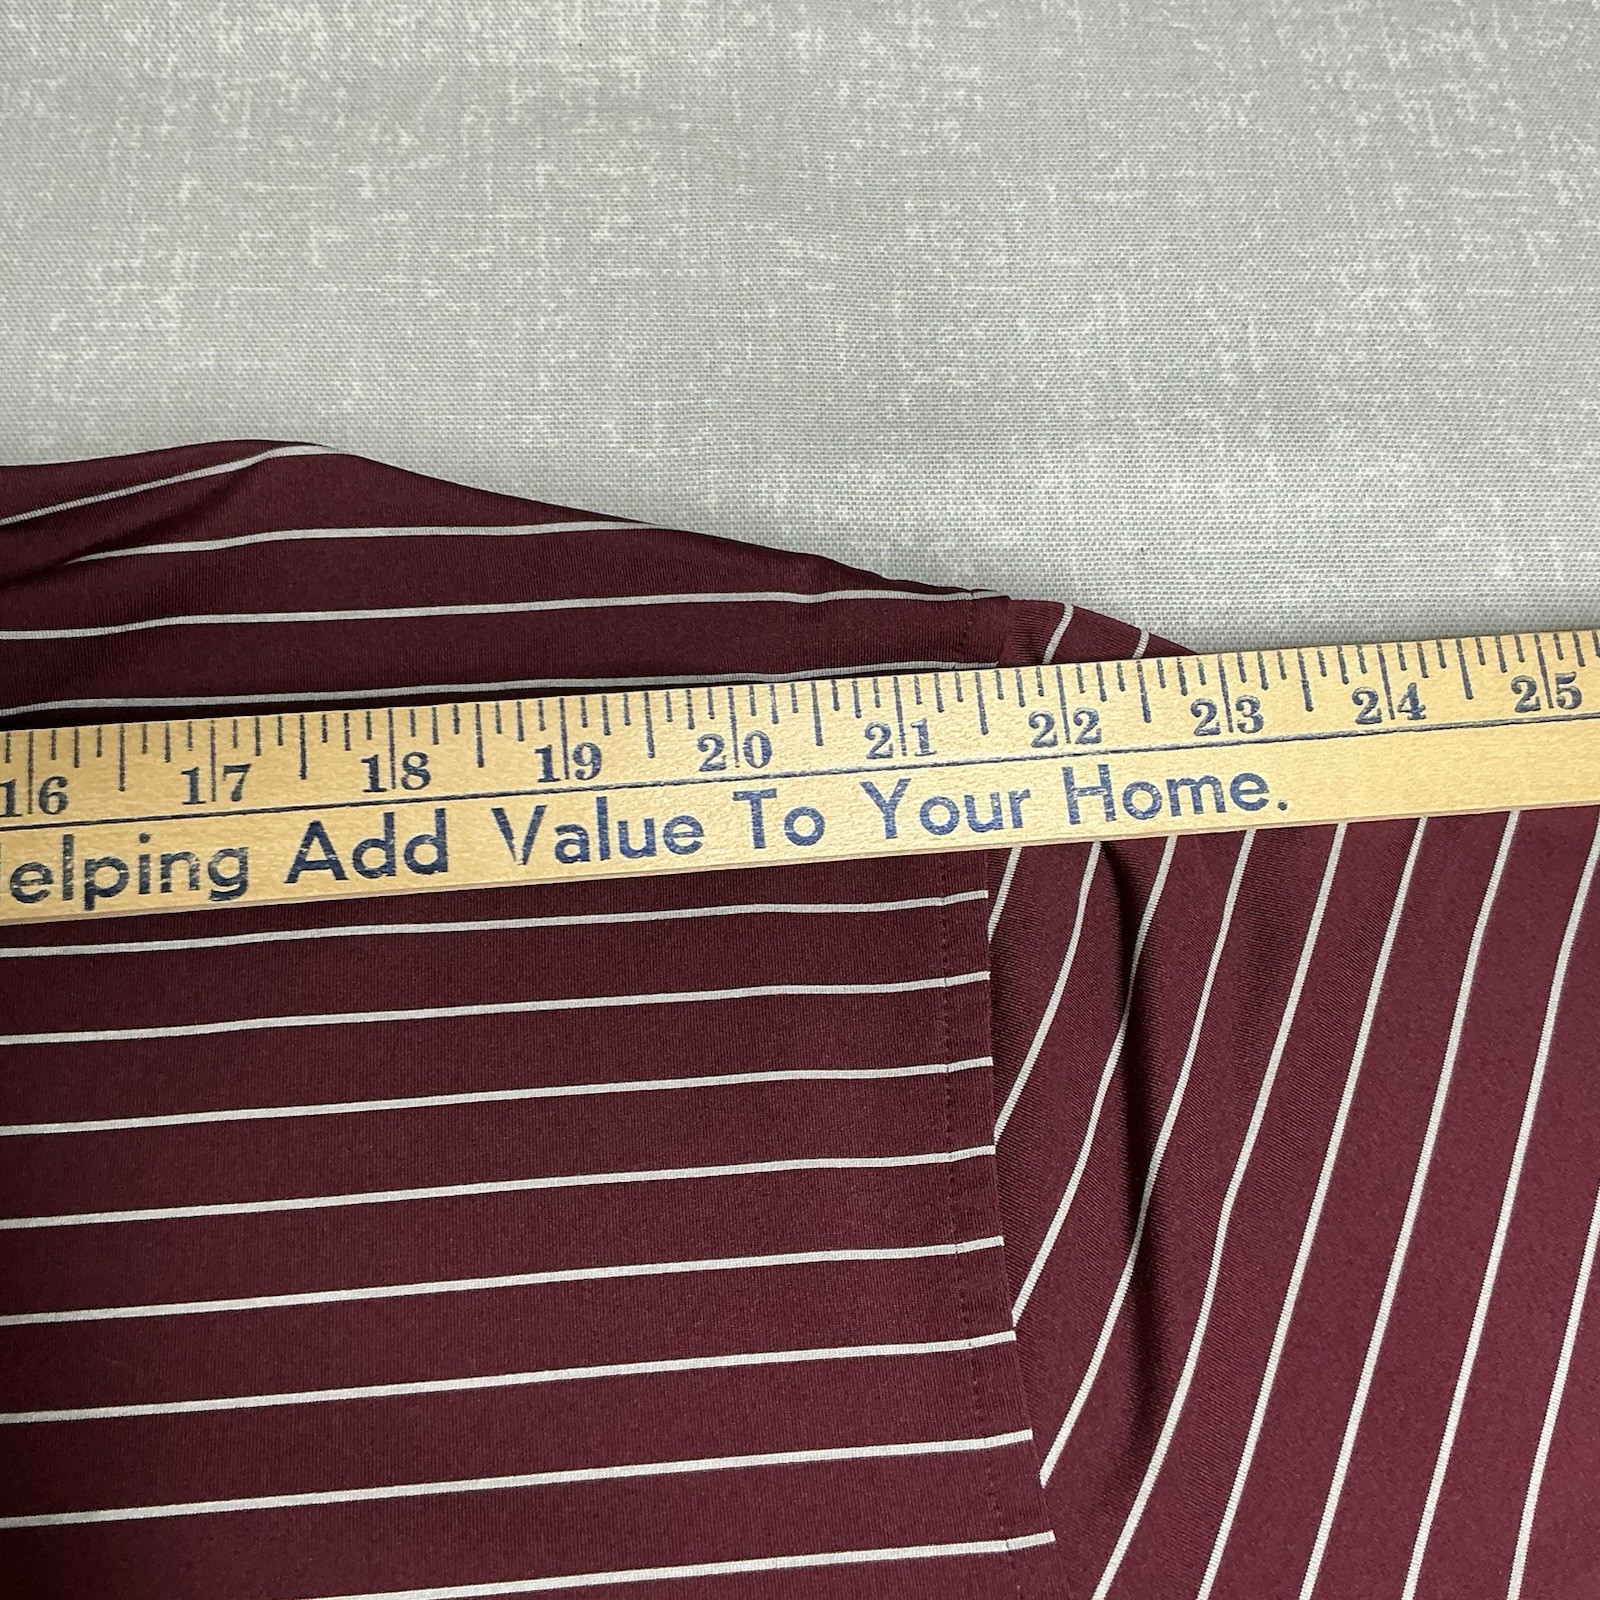 16 17 18 19 20 21 22 23 24 25
elping Add Value To Your Home.